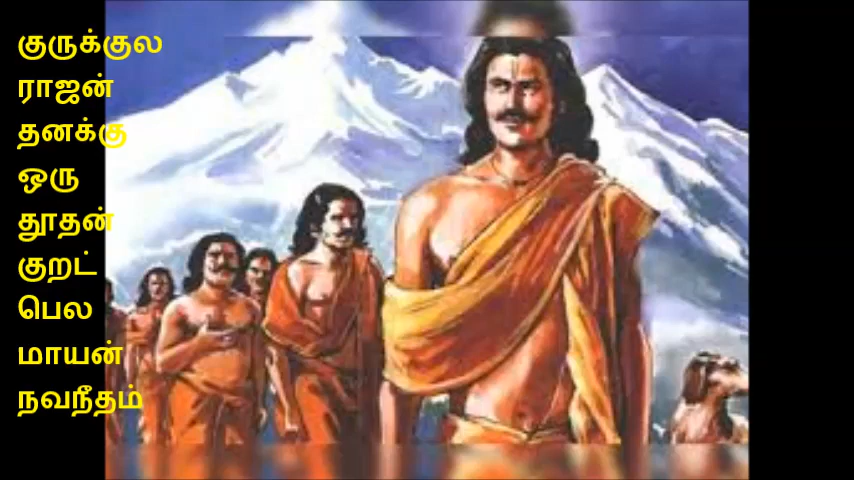 குருக்குல
ராஜன்
தனக்கு
ஒரு
தூதன்
குறட்
பெல
மாயன்
நவநீதம்